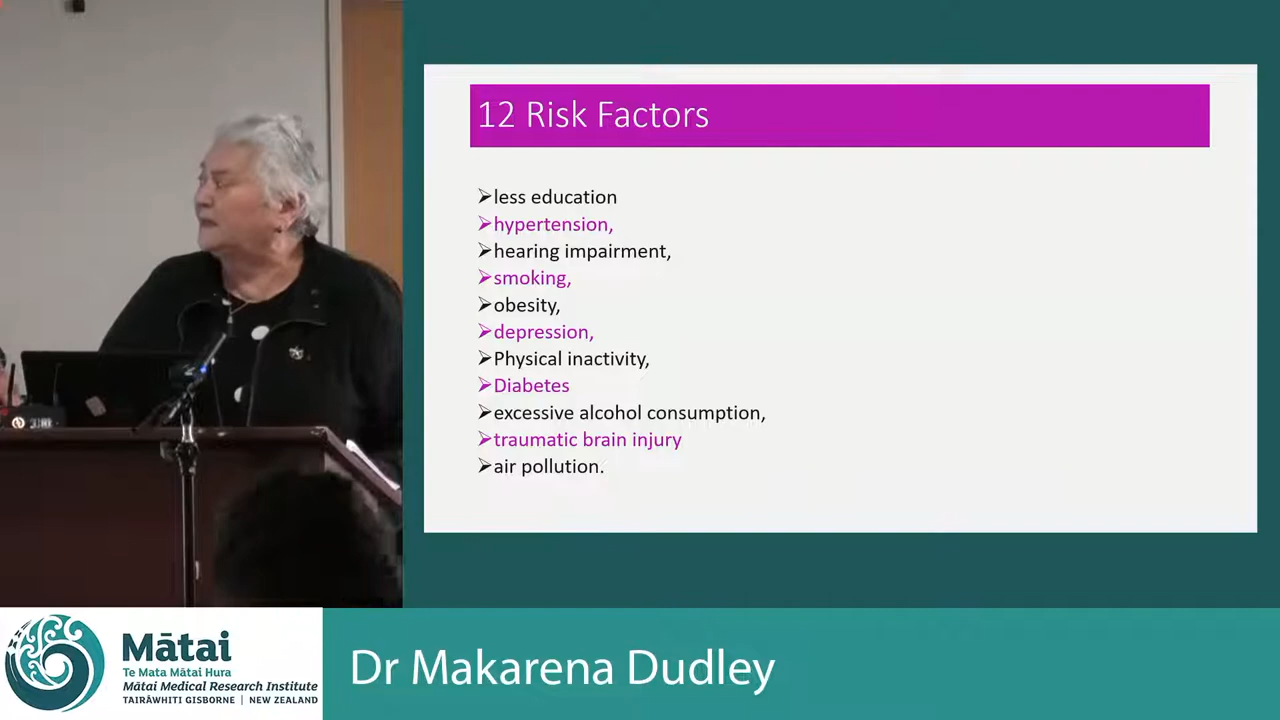 12 Risk Factors
➢less education
➢hypertension,
➢hearing impairment,
➢smoking,
➢obesity,
➢depression,
➢Physical inactivity,
➢Diabetes
➢excessive alcohol consumption,
➢traumatic brain injury
➢air pollution.
Mātai
Te Mata Mātai Hura
Mātai Medical Research Institute
TAIRĀWHITI GISBORNE | NEW ZEALAND
Dr Makarena Dudley